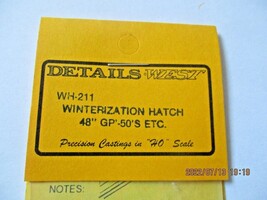 DETAILS WEST
WH-211
WINTERIZATION HATCH
48" GP'-50'S ETC.
Precision Castings in "HO" Scale
NOTES: